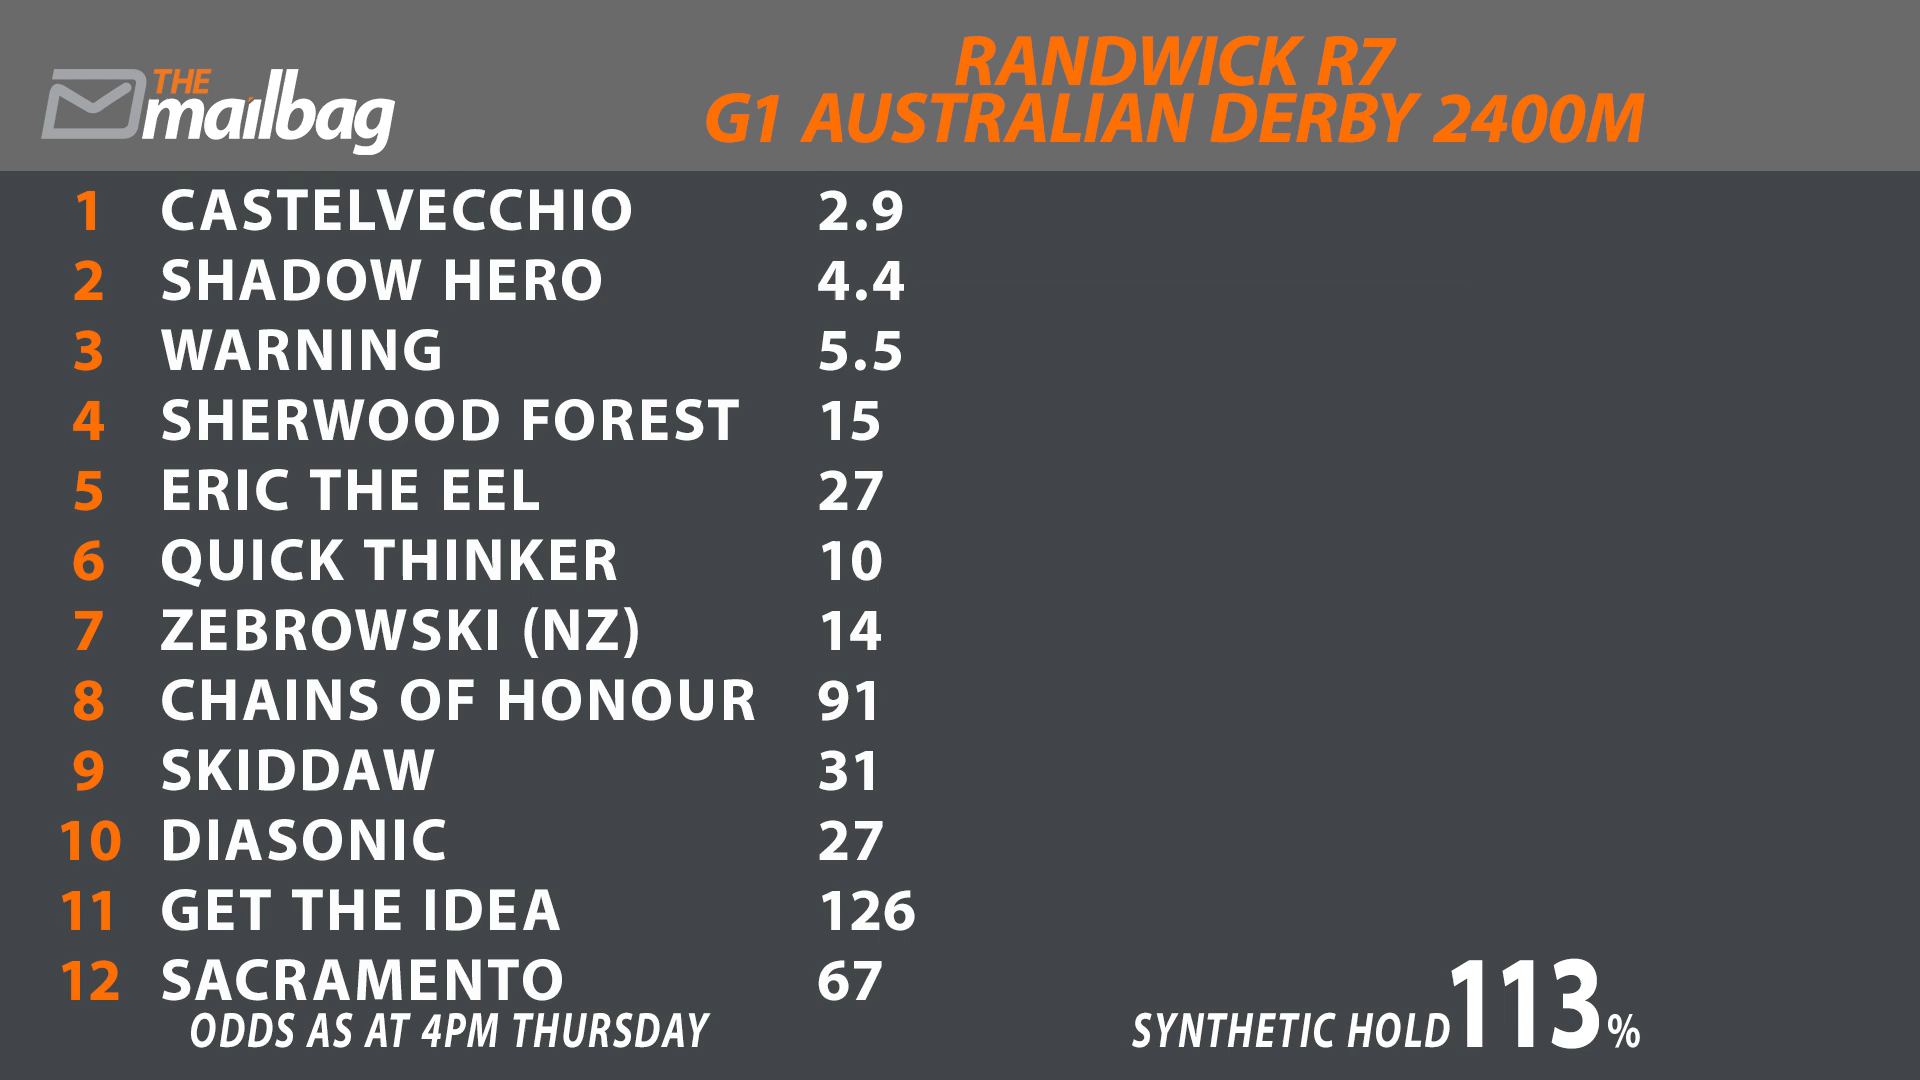 THE
mailbag
RANDWICK R7
G1 AUSTRALIAN DERBY 2400M
1 CASTELVECCHIO 2.9
2 SHADOW HERO 4.4
3 WARNING 5.5
4 SHERWOOD FOREST 15
5 ERIC THE EEL 27
6 QUICK THINKER 10
7 ZEBROWSKI (NZ) 14
8 CHAINS OF HONOUR 91
9 SKIDDAW 31
10 DIASONIC 27
11 GET THE IDEA 126
12 SACRAMENTO 67
ODDS AS AT 4PM THURSDAY
SYNTHETIC HOLD 113 %